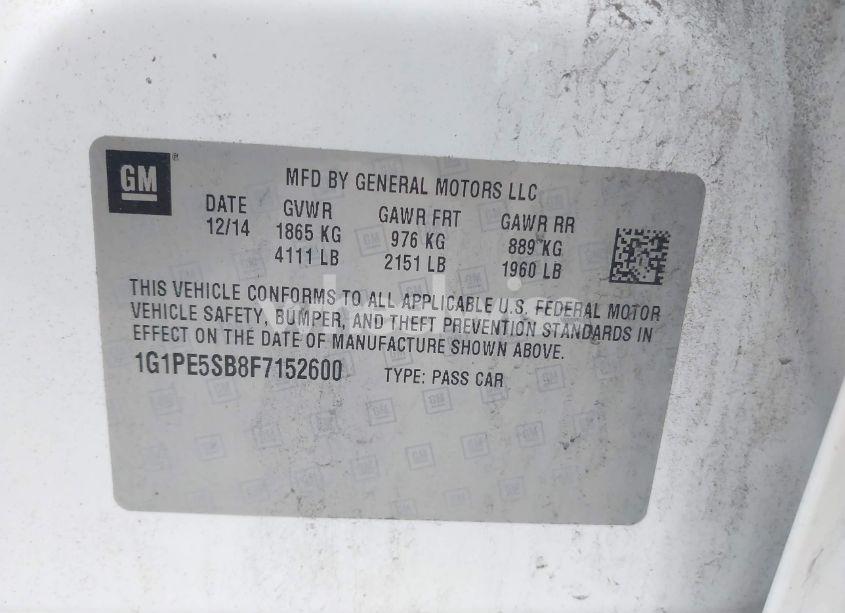 GM ®
MFD BY GENERAL MOTORS LLC
DATE GVWR GAWR FRT GAWR RR
12/14 1865 KG 976 KG 889 KG
4111 LB 2151 LB 1960 LB
THIS VEHICLE CONFORMS TO ALL APPLICABLE U.S. FEDERAL MOTOR
VEHICLE SAFETY, BUMPER, AND THEFT PREVENTION STANDARDS IN
EFFECT ON THE DATE OF MANUFACTURE SHOWN ABOVE.
1G1PE5SB8F7152600 TYPE: PASS CAR